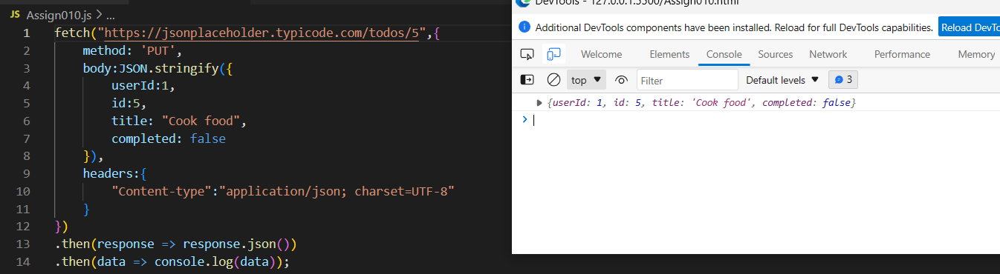 JS Assign010.js > ...
1 fetch("https://jsonplaceholder.typicode.com/todos/5",{
2 method: 'PUT',
3 body:JSON.stringify({
4 userId:1,
5 id:5,
6 title: "Cook food",
7 completed: false
8 }),
9 headers:{
10 "Content-type":"application/json; charset=UTF-8"
11 }
12 })
13 .then(response => response.json())
14 .then(data => console.log(data));
DevTools - 127.0.0.1:5500/Assign010.html
Additional DevTools components have been installed. Reload for full DevTools capabilities. Reload DevTo
Welcome Elements Console Sources Network Performance Memory
top Filter Default levels 3
{userId: 1, id: 5, title: 'Cook food', completed: false}
>